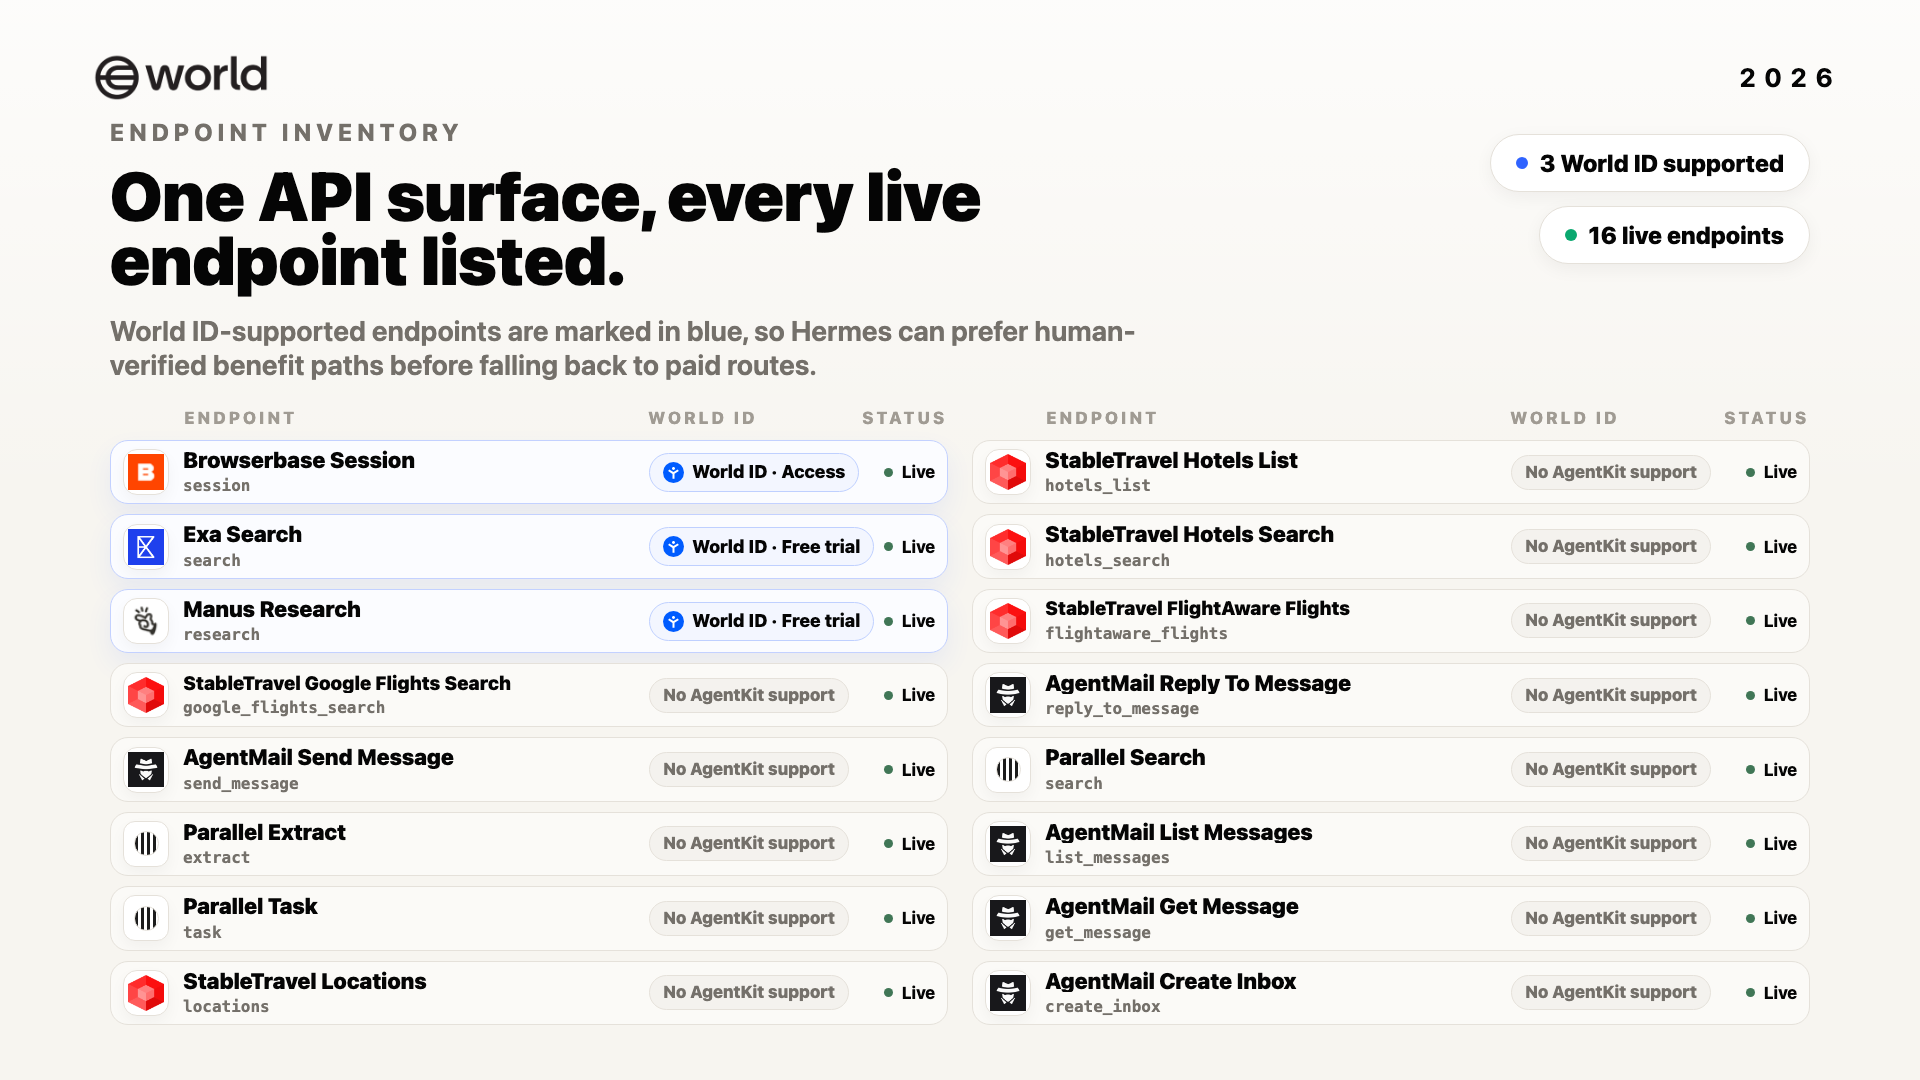 world
2026
ENDPOINT INVENTORY
3 World ID supported
16 live endpoints
One API surface, every live
endpoint listed.
World ID-supported endpoints are marked in blue, so Hermes can prefer human-
verified benefit paths before falling back to paid routes.
ENDPOINT WORLD ID STATUS
Browserbase Session
session
World ID · Access
Live
Exa Search
search
World ID · Free trial
Live
Manus Research
research
World ID · Free trial
Live
StableTravel Google Flights Search
google_flights_search
No AgentKit support
Live
AgentMail Send Message
send_message
No AgentKit support
Live
Parallel Extract
extract
No AgentKit support
Live
Parallel Task
task
No AgentKit support
Live
StableTravel Locations
locations
No AgentKit support
Live
ENDPOINT WORLD ID STATUS
StableTravel Hotels List
hotels_list
No AgentKit support
Live
StableTravel Hotels Search
hotels_search
No AgentKit support
Live
StableTravel FlightAware Flights
flightaware_flights
No AgentKit support
Live
AgentMail Reply To Message
reply_to_message
No AgentKit support
Live
Parallel Search
search
No AgentKit support
Live
AgentMail List Messages
list_messages
No AgentKit support
Live
AgentMail Get Message
get_message
No AgentKit support
Live
AgentMail Create Inbox
create_inbox
No AgentKit support
Live